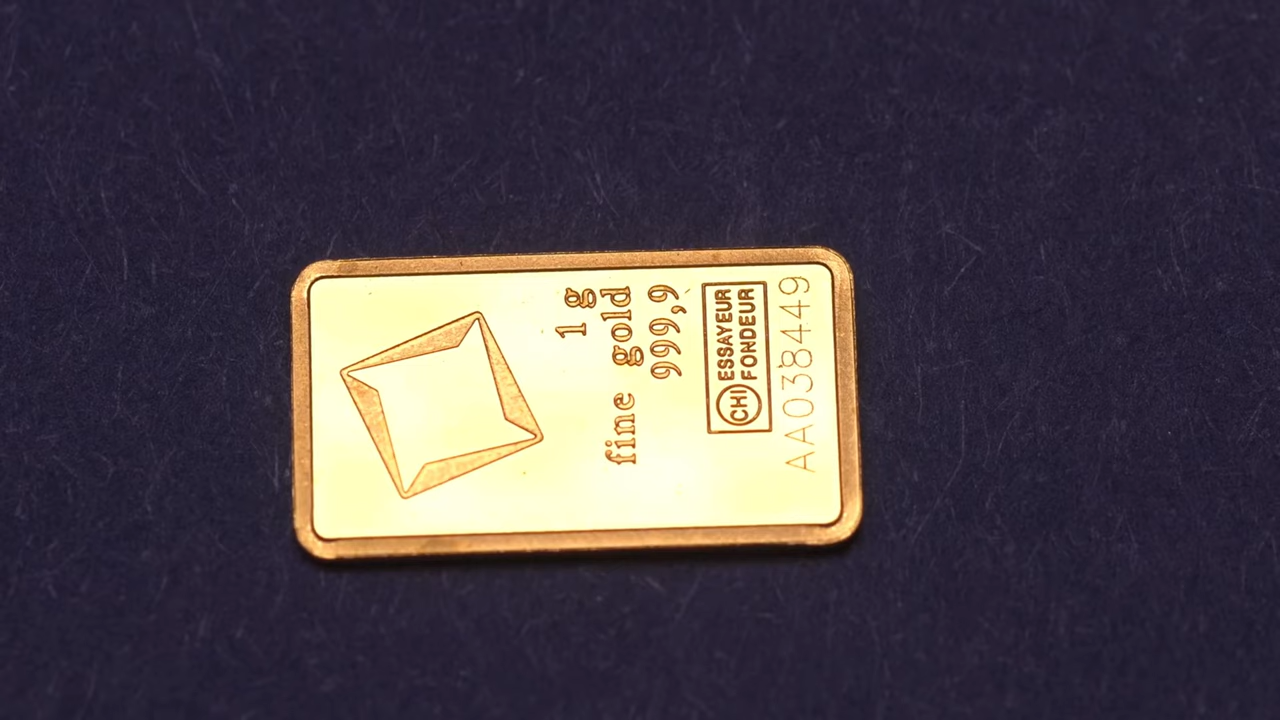 1 g
fine gold
999,9
CHI ESSAYEUR
FONDEUR
AA038449